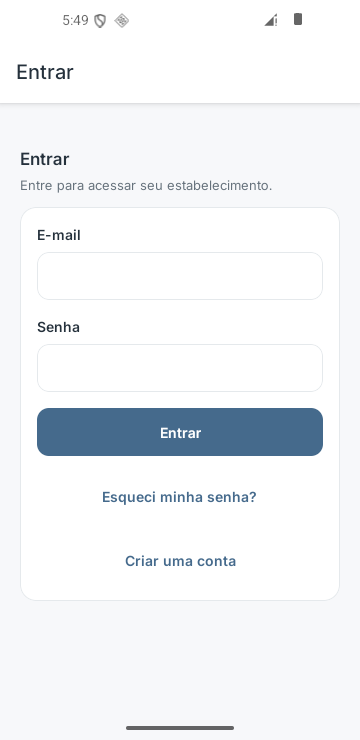 5:49
Entrar
Entrar
Entre para acessar seu estabelecimento.
E-mail
Senha
Entrar
Esqueci minha senha?
Criar uma conta